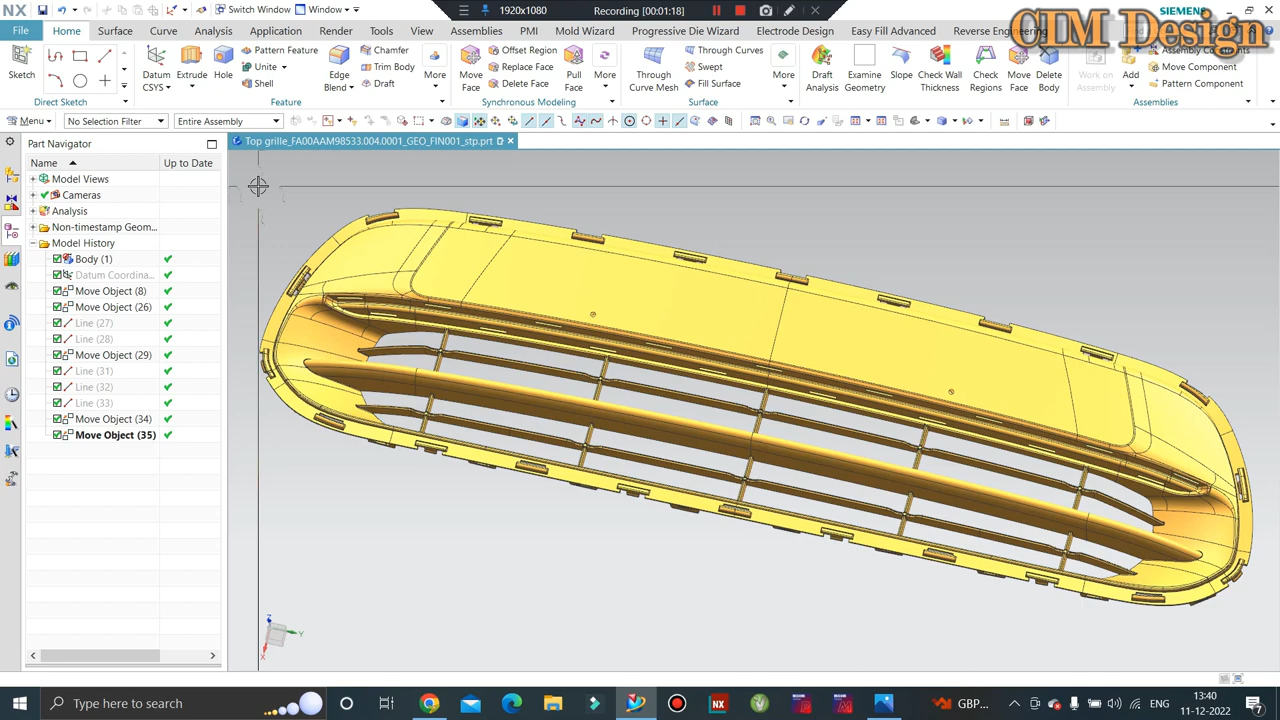 NX
Switch Window
Window
1920x1080
Recording [00:01:18]
SIEMENS
CIM Design
File
Home
Surface
Curve
Analysis
Application
Render
Tools
View
Assemblies
PMI
Mold Wizard
Progressive Die Wizard
Electrode Design
Easy Fill Advanced
Reverse Engineering
Sketch
Direct Sketch
Datum CSYS
Extrude
Hole
Pattern Feature
Unite
Shell
Edge Blend
Chamfer
Trim Body
Draft
More
Feature
Move Face
Offset Region
Replace Face
Delete Face
Pull Face
More
Synchronous Modeling
Through Curve Mesh
Through Curves
Swept
Fill Surface
More
Surface
Draft Analysis
Examine Geometry
Slope
Check Wall Thickness
Check Regions
Move Face
Delete Body
Work on Assembly
Add
Assembly Constraints
Move Component
Pattern Component
Assemblies
Menu
No Selection Filter
Entire Assembly
Part Navigator
Top grille_FA00AAM98533.004.0001_GEO_FIN001_stp.prt
Name
Up to Date
Model Views
Cameras
Analysis
Non-timestamp Geom...
Model History
Body (1)
Datum Coordina...
Move Object (8)
Move Object (26)
Line (27)
Line (28)
Move Object (29)
Line (31)
Line (32)
Line (33)
Move Object (34)
Move Object (35)
Z
Y
X
Type here to search
NX
GBP...
ENG
13:40
11-12-2022
7